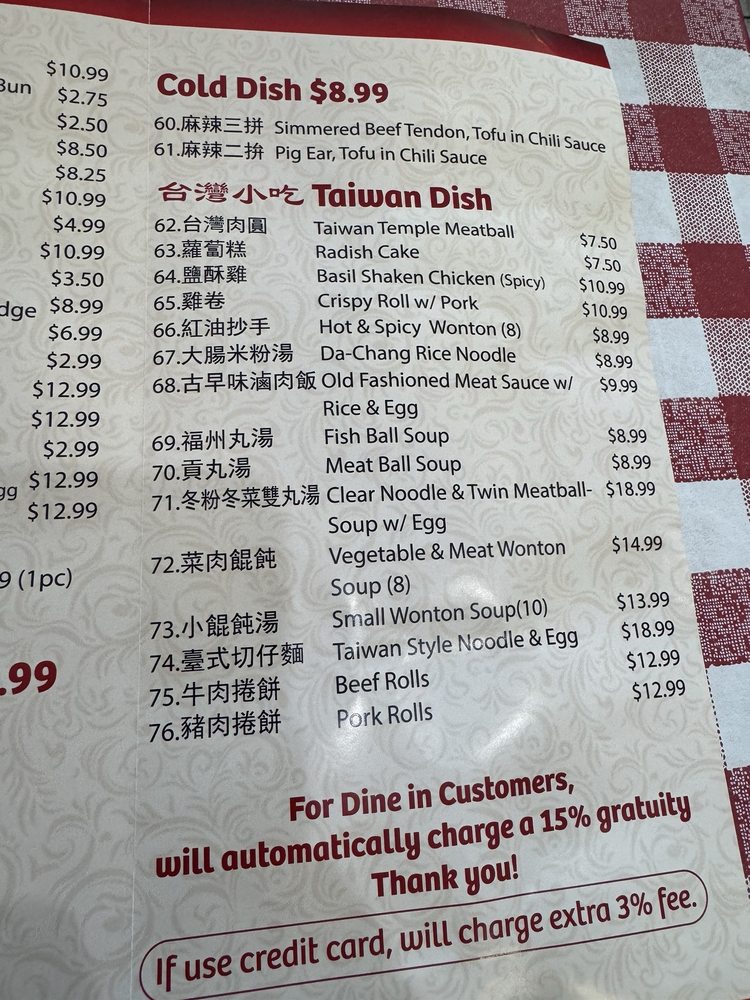 $10.99
Bun $2.75
$2.50
$8.50
$8.25
$10.99
$4.99
$10.99
$3.50
dge $8.99
$6.99
$2.99
$12.99
$12.99
$2.99
gg $12.99
$12.99
9 (1pc)
.99
Cold Dish $8.99
60.麻辣三拼 Simmered Beef Tendon, Tofu in Chili Sauce
61.麻辣二拚 Pig Ear, Tofu in Chili Sauce
台灣小吃 Taiwan Dish
62.台灣肉圓 Taiwan Temple Meatball $7.50
63.蘿蔔糕 Radish Cake $7.50
64.鹽酥雞 Basil Shaken Chicken (Spicy) $10.99
65.雞卷 Crispy Roll w/ Pork $10.99
66.紅油抄手 Hot & Spicy Wonton (8) $8.99
67.大腸米粉湯 Da-Chang Rice Noodle $8.99
68.古早味滷肉飯 Old Fashioned Meat Sauce w/ $9.99
Rice & Egg
69.福州丸湯 Fish Ball Soup $8.99
70.貢丸湯 Meat Ball Soup $8.99
71.冬粉冬菜雙丸湯 Clear Noodle & Twin Meatball- $18.99
Soup w/ Egg
72.菜肉餛飩 Vegetable & Meat Wonton $14.99
Soup (8)
73.小餛飩湯 Small Wonton Soup(10) $13.99
74.臺式切仔麵 Taiwan Style Noodle & Egg $18.99
75.牛肉捲餅 Beef Rolls $12.99
76.豬肉捲餅 Pork Rolls $12.99
For Dine in Customers,
will automatically charge a 15% gratuity
Thank you!
If use credit card, will charge extra 3% fee.